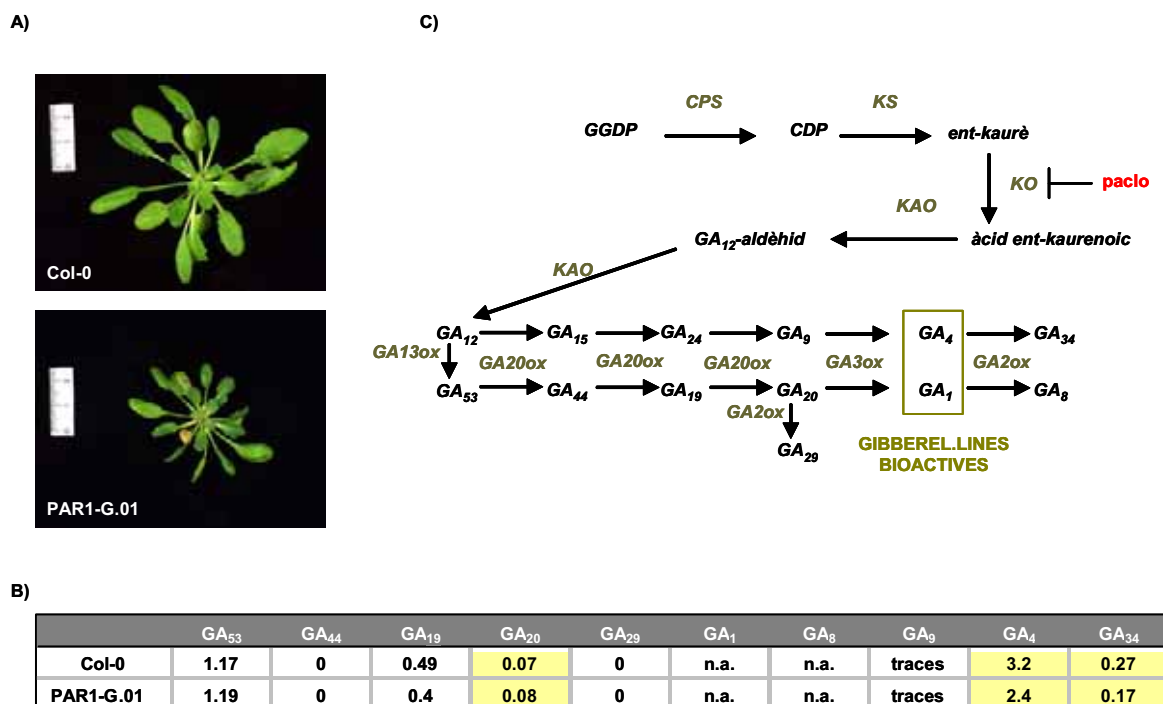 A)
C)
Col-0
PAR1-G.01
CPS KS
GGDP CDP ent-kaurè
KO paclo
KAO
GA12-aldèhid àcid ent-kaurenoic
KAO
GA12 GA15 GA24 GA9 GA4 GA34
GA13ox GA20ox GA20ox GA20ox GA3ox GA2ox
GA53 GA44 GA19 GA20 GA1 GA8
GA2ox
GA29
GIBBEREL.LINES
BIOACTIVES
B)
GA53 GA44 GA19 GA20 GA29 GA1 GA8 GA9 GA4 GA34
Col-0 1.17 0 0.49 0.07 0 n.a. n.a. traces 3.2 0.27
PAR1-G.01 1.19 0 0.4 0.08 0 n.a. n.a. traces 2.4 0.17